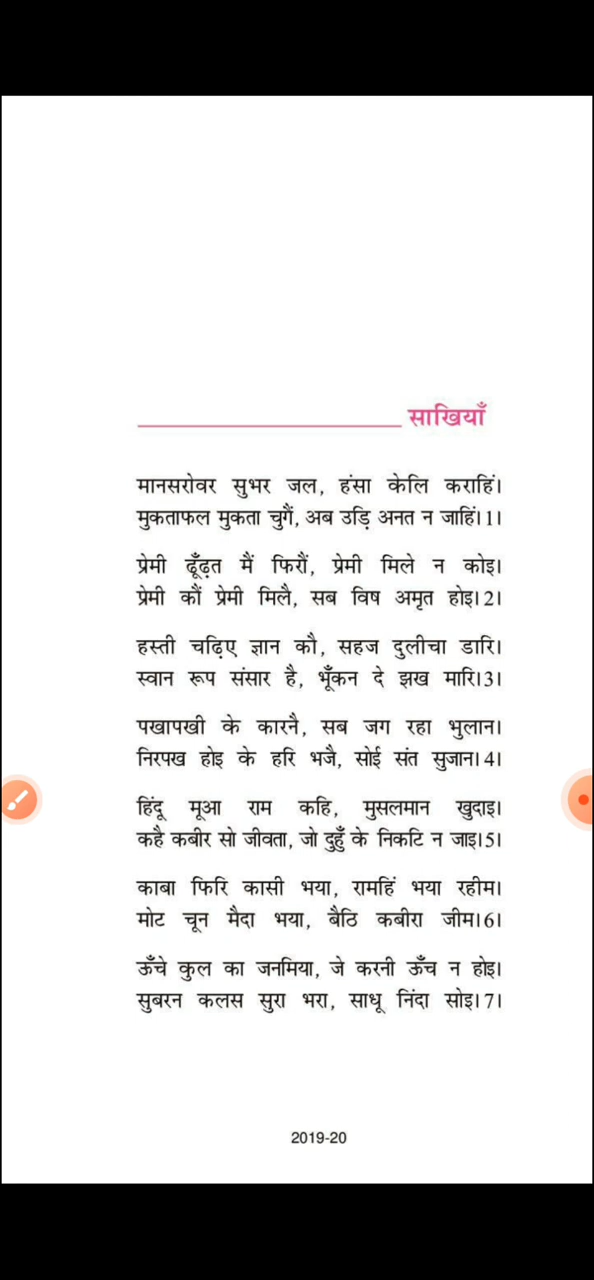 साखियाँ
मानसरोवर सुभर जल, हंसा केलि कराहिं।
मुकताफल मुकता चुगैं, अब उड़ि अनत न जाहिं।1।
प्रेमी ढूँढ़त मैं फिरौं, प्रेमी मिले न कोइ।
प्रेमी कौं प्रेमी मिलै, सब विष अमृत होइ।2।
हस्ती चढ़िए ज्ञान कौ, सहज दुलीचा डारि।
स्वान रूप संसार है, भूँकन दे झख मारि।3।
पखापखी के कारनै, सब जग रहा भुलान।
निरपख होइ के हरि भजै, सोई संत सुजान।4।
हिंदू मूआ राम कहि, मुसलमान खुदाइ।
कहै कबीर सो जीवता, जो दुहुँ के निकटि न जाइ।5।
काबा फिरि कासी भया, रामहिं भया रहीम।
मोट चून मैदा भया, बैठि कबीरा जीम।6।
ऊँचे कुल का जनमिया, जे करनी ऊँच न होइ।
सुबरन कलस सुरा भरा, साधू निंदा सोइ।7।
2019-20